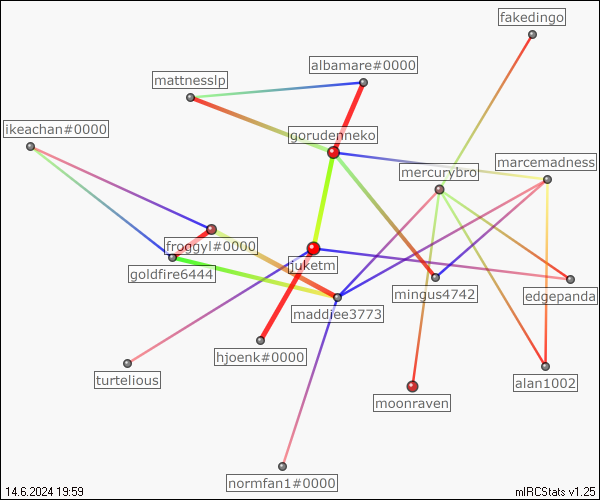 fakedingo
albamare#0000
mattnesslp
ikeachan#0000
gorudenneko
marcemadness
mercurybro
froggyl#0000
juketm
goldfire6444
mingus4742
edgepanda
maddiee3773
hjoenk#0000
turtelious
alan1002
moonraven
normfan1#0000
14.6.2024 19:59
mIRCStats v1.25